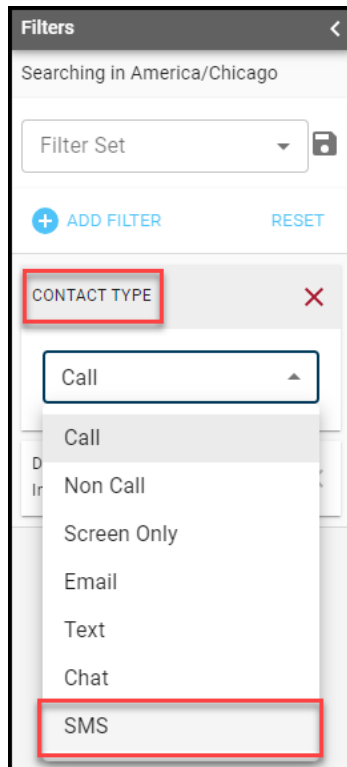 Filters
Searching in America/Chicago
Filter Set
ADD FILTER RESET
CONTACT TYPE
Call
Call
D
Non Call
In
Screen Only
Email
Text
Chat
SMS